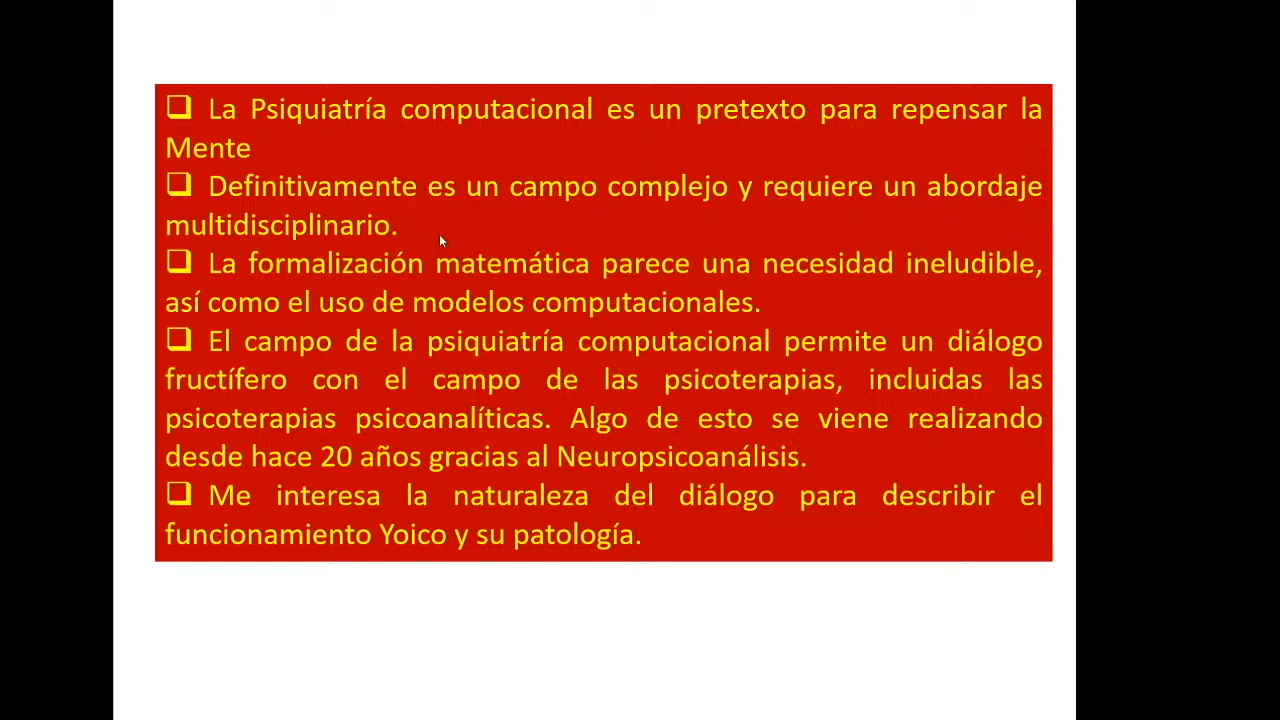 ❑ La Psiquiatría computacional es un pretexto para repensar la
Mente
❑ Definitivamente es un campo complejo y requiere un abordaje
multidisciplinario.
❑ La formalización matemática parece una necesidad ineludible,
así como el uso de modelos computacionales.
❑ El campo de la psiquiatría computacional permite un diálogo
fructífero con el campo de las psicoterapias, incluidas las
psicoterapias psicoanalíticas. Algo de esto se viene realizando
desde hace 20 años gracias al Neuropsicoanálisis.
❑ Me interesa la naturaleza del diálogo para describir el
funcionamiento Yoico y su patología.